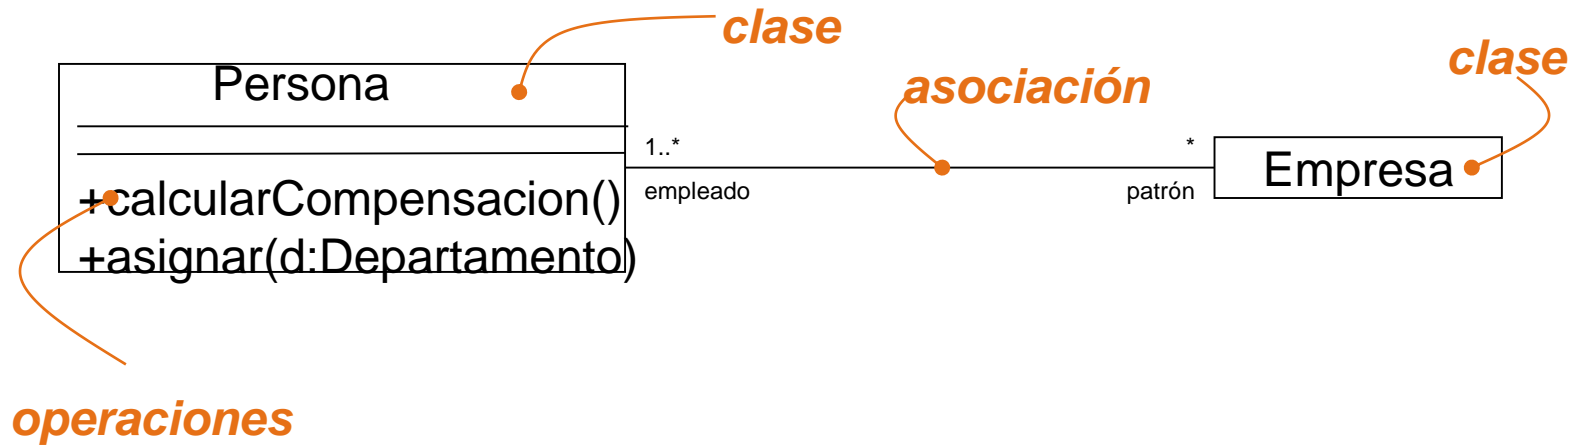 clase
clase
Persona
asociación
1..*
*
Empresa
empleado
patrón
+calcularCompensacion()
+asignar(d:Departamento)
operaciones